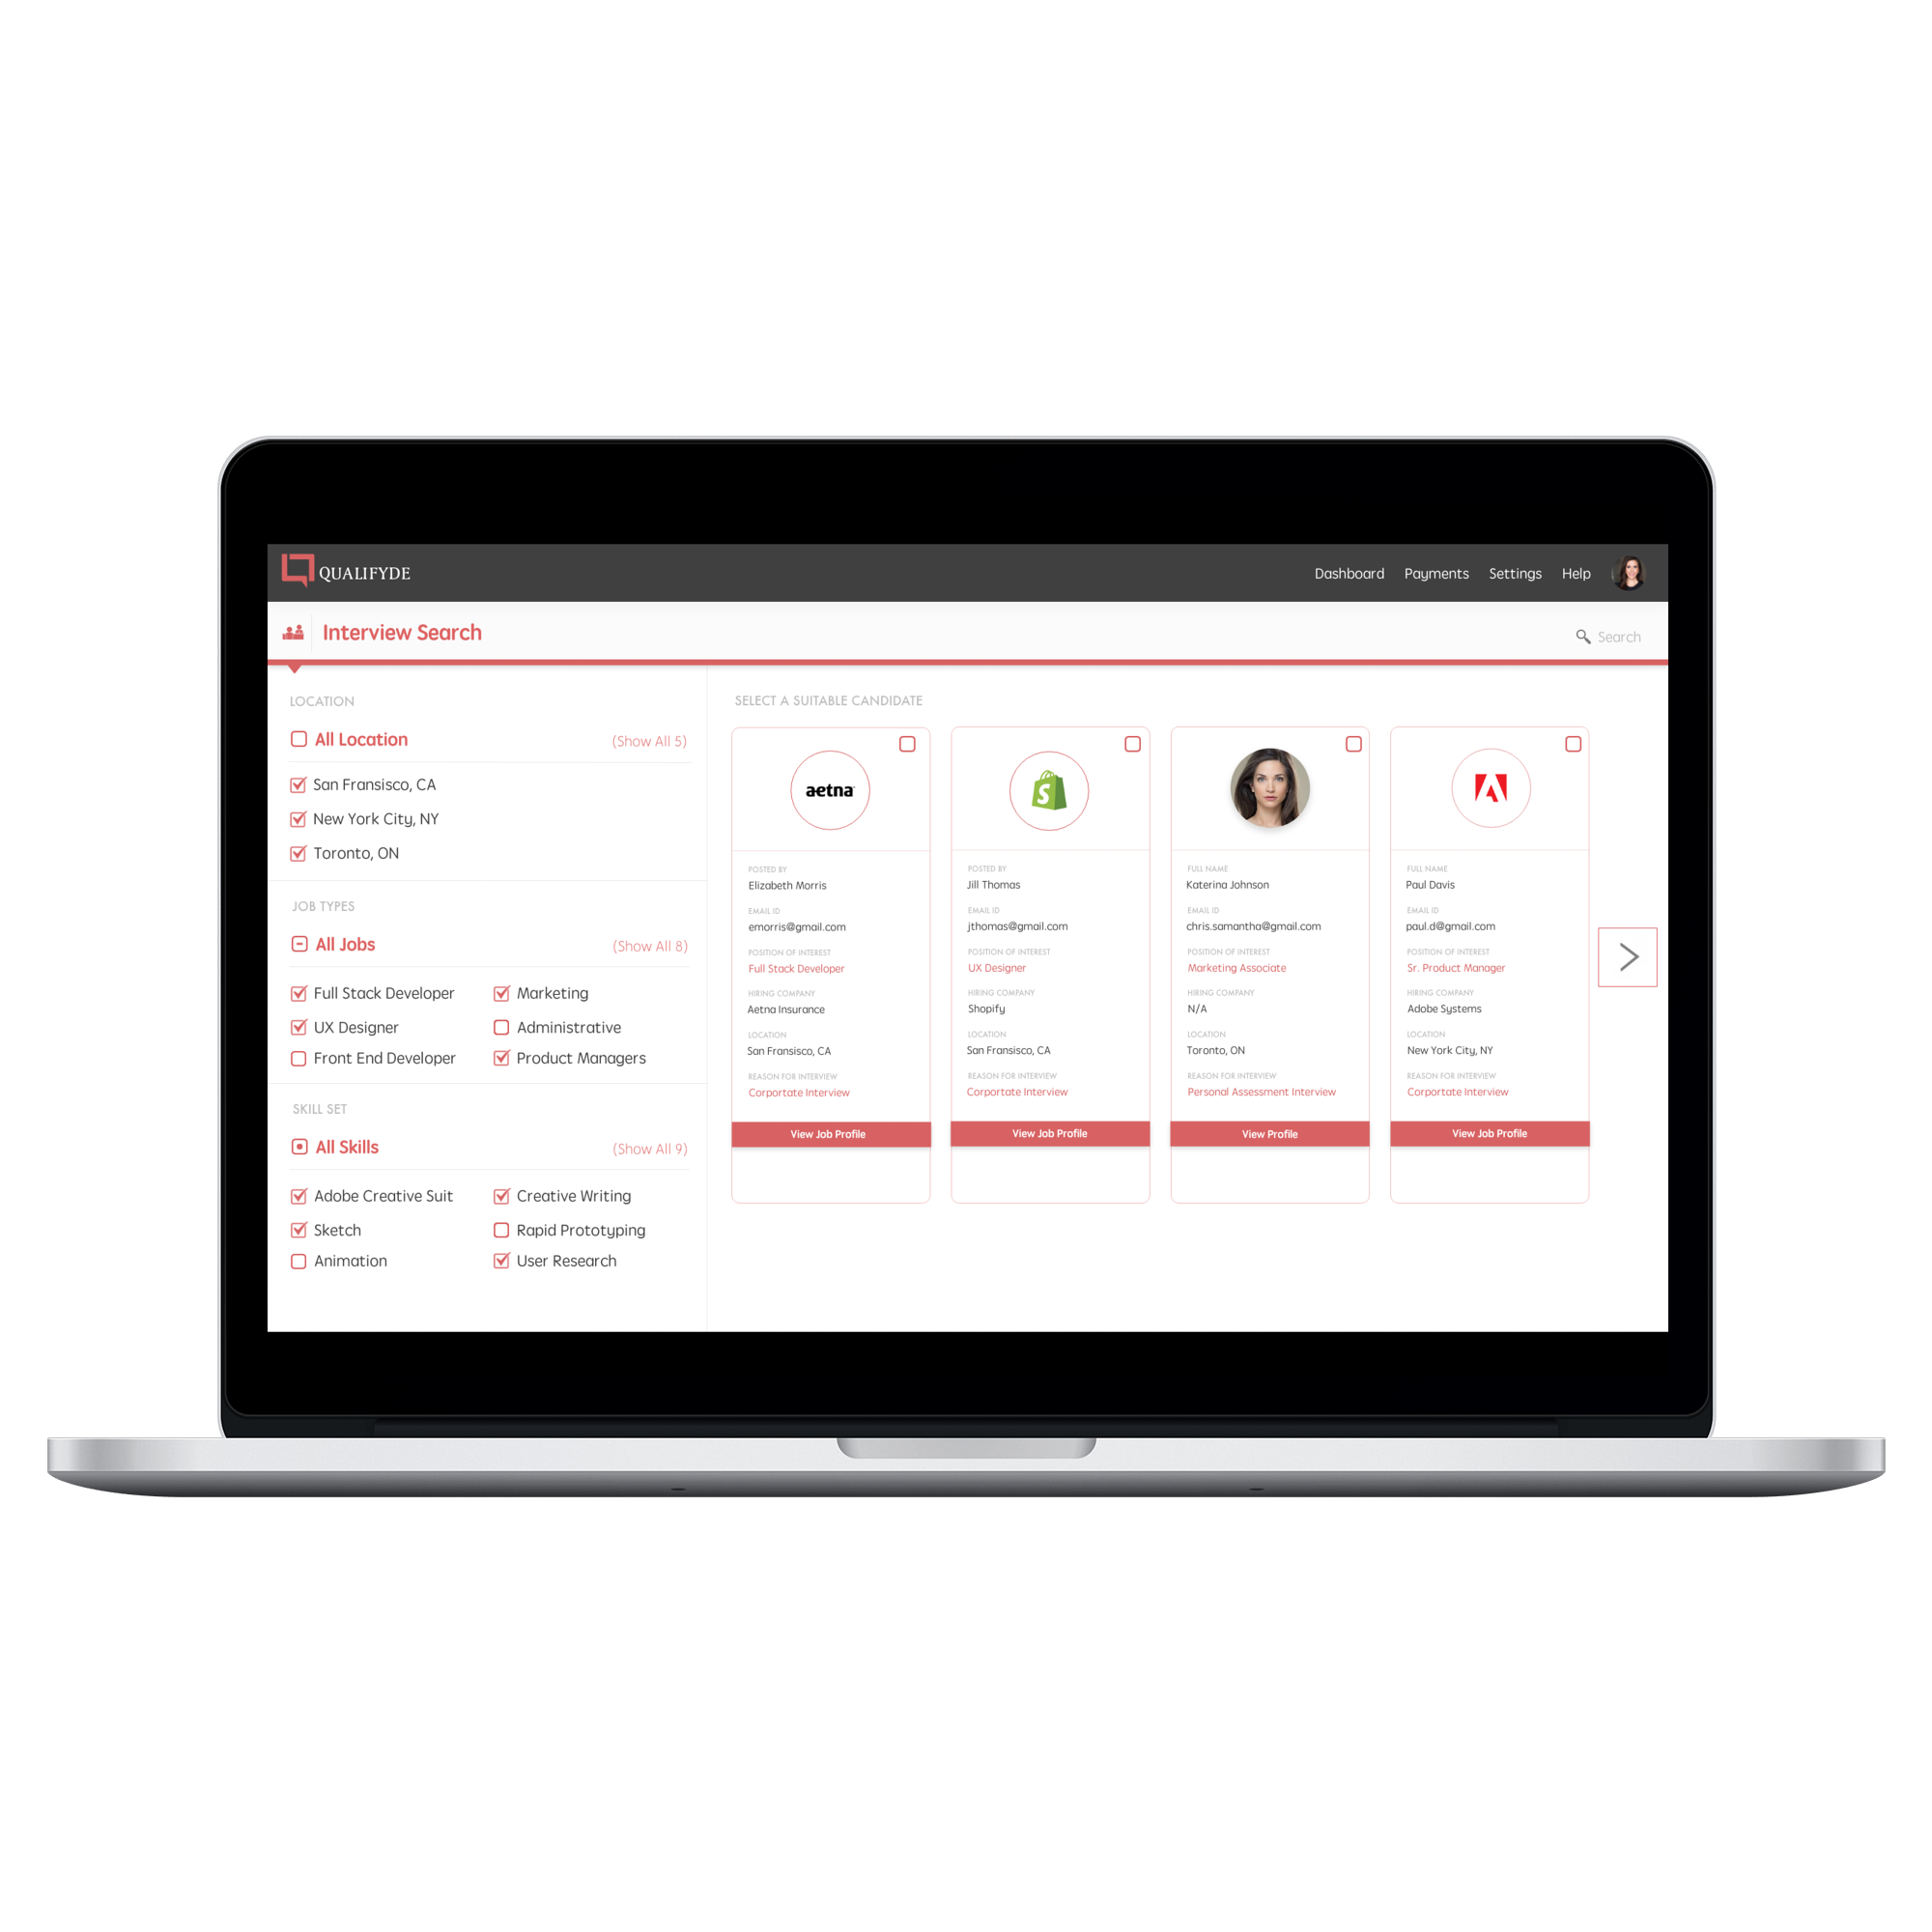 QUALIFYDE
Dashboard Payments Settings Help
Interview Search
Search
LOCATION
All Location (Show All 5)
San Fransisco, CA
New York City, NY
Toronto, ON
JOB TYPES
All Jobs (Show All 8)
Full Stack Developer Marketing
UX Designer Administrative
Front End Developer Product Managers
SKILL SET
All Skills (Show All 9)
Adobe Creative Suit Creative Writing
Sketch Rapid Prototyping
Animation User Research
SELECT A SUITABLE CANDIDATE
aetna
POSTED BY
Elizabeth Morris
EMAIL ID
emorris@gmail.com
POSITION OF INTEREST
Full Stack Developer
HIRING COMPANY
Aetna Insurance
LOCATION
San Fransisco, CA
REASON FOR INTERVIEW
Corportate Interview
View Job Profile
S
POSTED BY
Jill Thomas
EMAIL ID
jthomas@gmail.com
POSITION OF INTEREST
UX Designer
HIRING COMPANY
Shopify
LOCATION
San Fransisco, CA
REASON FOR INTERVIEW
Corportate Interview
View Job Profile
FULL NAME
Katerina Johnson
EMAIL ID
chris.samantha@gmail.com
POSITION OF INTEREST
Marketing Associate
HIRING COMPANY
N/A
LOCATION
Toronto, ON
REASON FOR INTERVIEW
Personal Assessment Interview
View Profile
FULL NAME
Paul Davis
EMAIL ID
paul.d@gmail.com
POSITION OF INTEREST
Sr. Product Manager
HIRING COMPANY
Adobe Systems
LOCATION
New York City, NY
REASON FOR INTERVIEW
Corportate Interview
View Job Profile